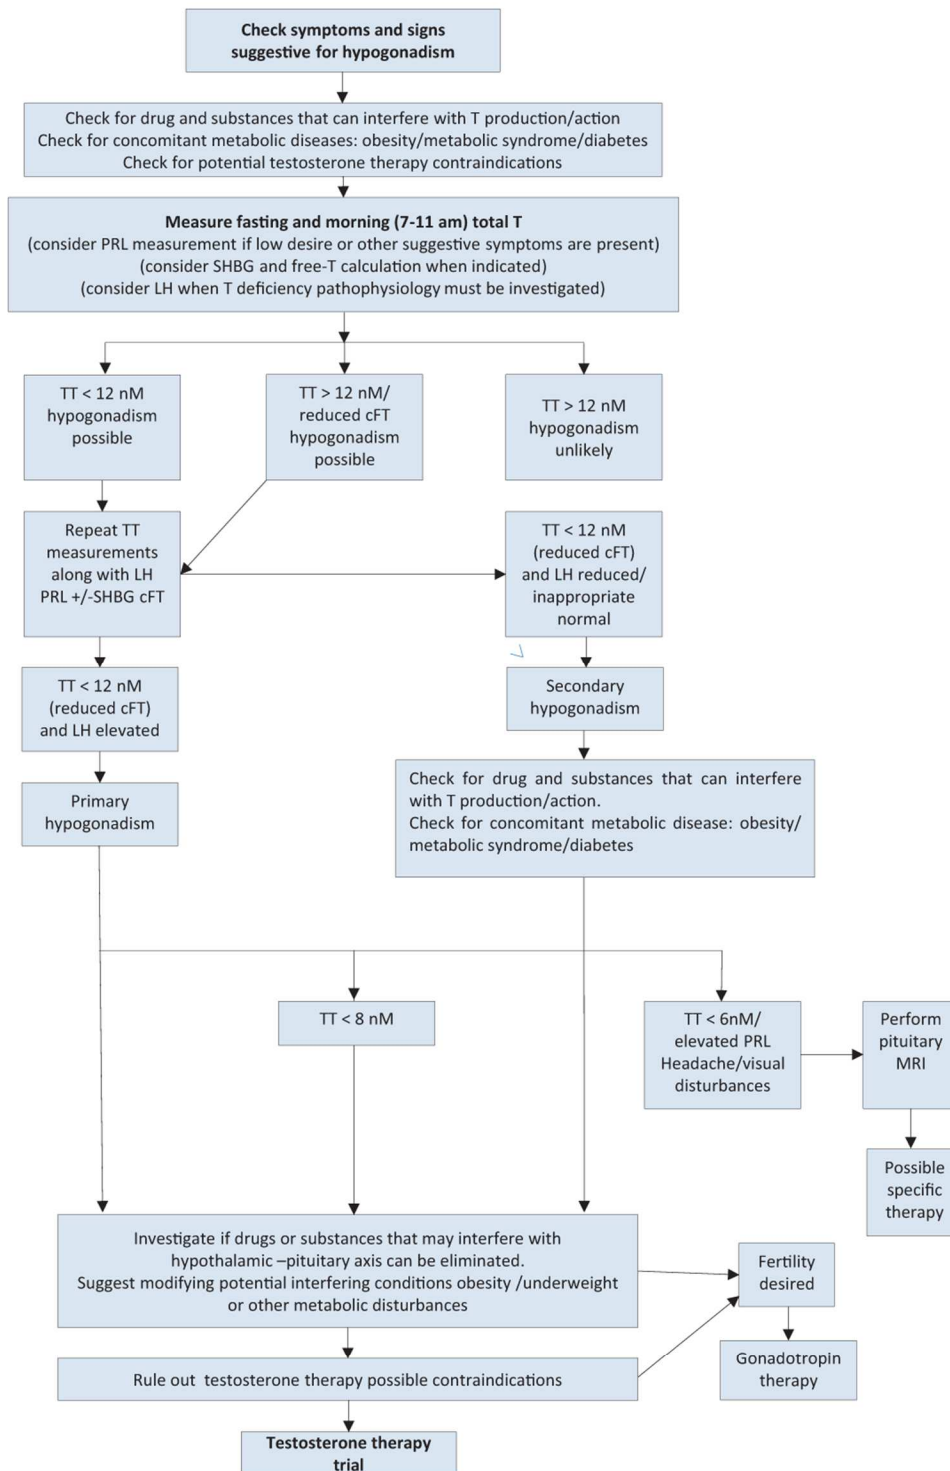 Check symptoms and signs
suggestive for hypogonadism
Check for drug and substances that can interfere with T production/action
Check for concomitant metabolic diseases: obesity/metabolic syndrome/diabetes
Check for potential testosterone therapy contraindications
Measure fasting and morning (7-11 am) total T
(consider PRL measurement if low desire or other suggestive symptoms are present)
(consider SHBG and free-T calculation when indicated)
(consider LH when T deficiency pathophysiology must be investigated)
TT < 12 nM
hypogonadism
possible
TT > 12 nM/
reduced cFT
hypogonadism
possible
TT > 12 nM
hypogonadism
unlikely
Repeat TT
measurements
along with LH
PRL +/-SHBG cFT
TT < 12 nM
(reduced cFT)
and LH reduced/
inappropriate
normal
TT < 12 nM
(reduced cFT)
and LH elevated
Secondary
hypogonadism
Primary
hypogonadism
Check for drug and substances that can interfere
with T production/action.
Check for concomitant metabolic disease: obesity/
metabolic syndrome/diabetes
TT < 8 nM
TT < 6nM/
elevated PRL
Headache/visual
disturbances
Perform
pituitary
MRI
Possible
specific
therapy
Investigate if drugs or substances that may interfere with
hypothalamic –pituitary axis can be eliminated.
Suggest modifying potential interfering conditions obesity /underweight
or other metabolic disturbances
Fertility
desired
Gonadotropin
therapy
Rule out testosterone therapy possible contraindications
Testosterone therapy
trial